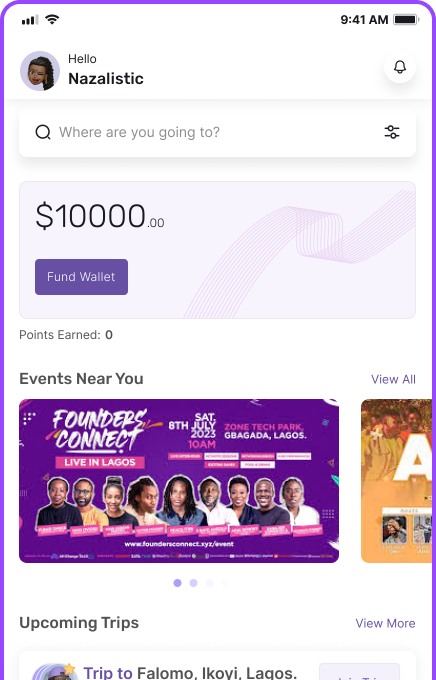 9:41 AM
Hello
Nazalistic
Where are you going to?
$10000.00
Fund Wallet
Points Earned: 0
Events Near You
View All
FOUNDERS CONNECT
LIVE IN LAGOS
SAT,
8TH, JULY
2023
10AM
ZONE TECH PARK,
GBAGADA, LAGOS.
www.foundersconnect.xyz/event
A
Upcoming Trips
View More
Trip to Falomo, Ikoyi, Lagos.